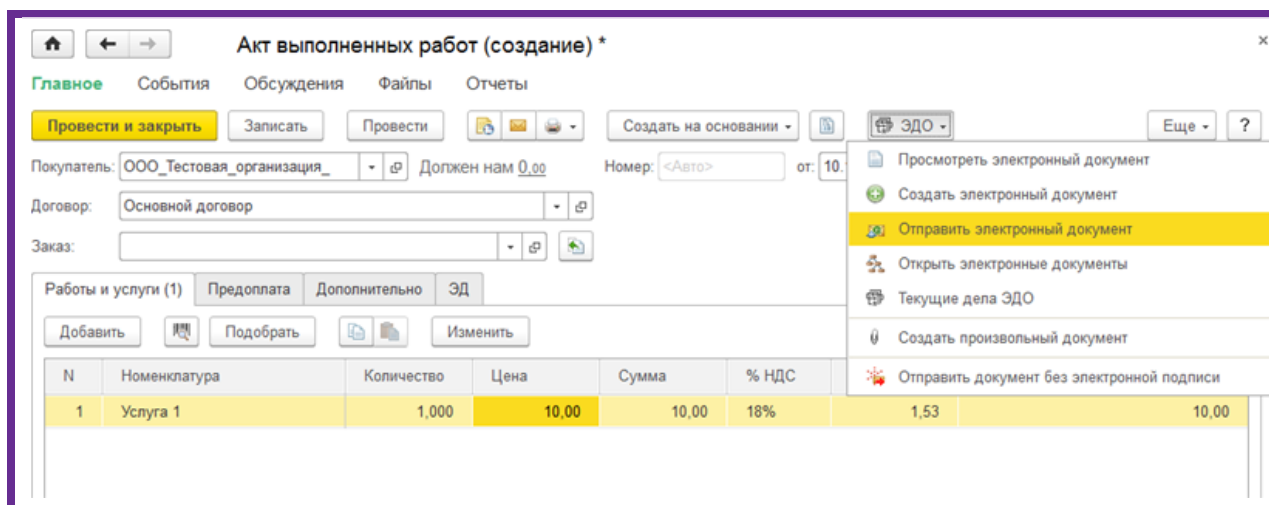 Акт выполненных работ (создание) *
Главное События Обсуждения Файлы Отчеты
Провести и закрыть Записать Провести Создать на основании ЭДО Еще ?
Покупатель: ООО_Тестовая_организация_ Должен нам 0,00 Номер: <Авто> от: 10.
Просмотреть электронный документ
Договор: Основной договор
Создать электронный документ
Отправить электронный документ
Заказ:
Открыть электронные документы
Работы и услуги (1) Предоплата Дополнительно ЭД
Текущие дела ЭДО
Добавить Подобрать Изменить
Создать произвольный документ
N Номенклатура Количество Цена Сумма % НДС
Отправить документ без электронной подписи
1 Услуга 1 1,000 10,00 10,00 18% 1,53 10,00